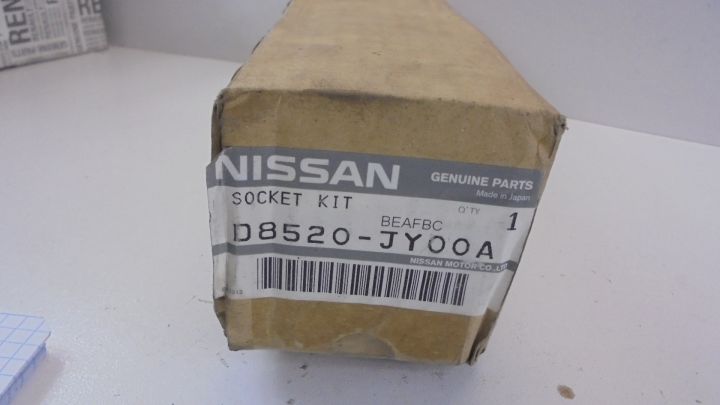 NISSAN
GENUINE PARTS
Made in Japan
SOCKET KIT
Q'TY 1
BEAFBC
D8520-JY00A
NISSAN MOTOR CO.,LTD